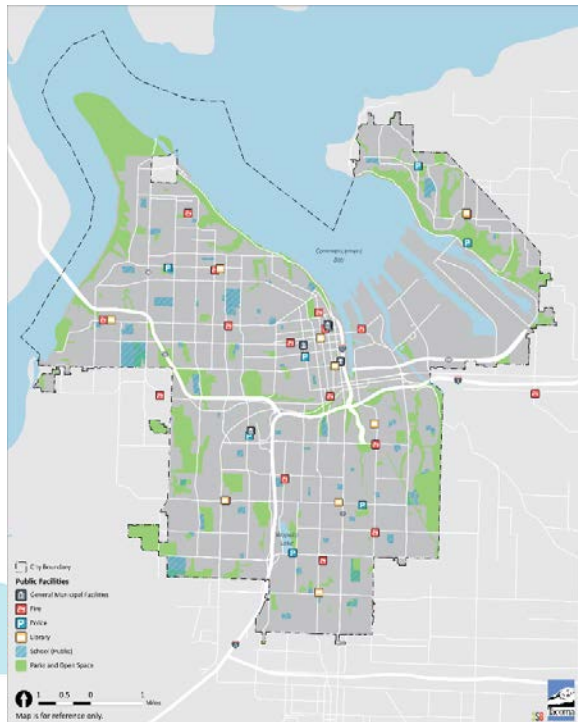 Commencement
Bay
City Boundary
Public Facilities
General Municipal Facilities
Fire
Police
Library
School (Public)
Parks and Open Space
1 0.5 0 1
Miles
Map is for reference only.
Tacoma